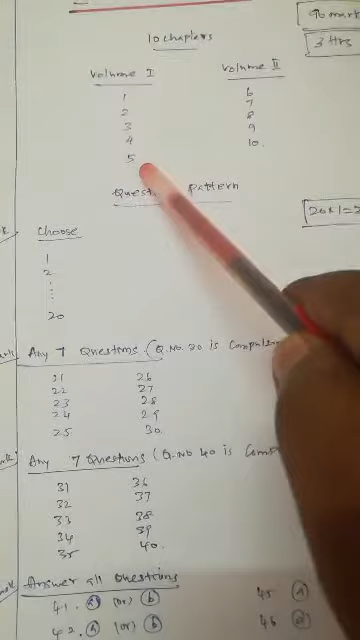 90 mark
10 chapters
3 Hrs
Volume I
Volume II
1
6
2
7
3
8
4
9
5
10.
pattern
20x1=2
Choose
1
2
:
:
20
Any 7 Questions. (Q.No. 30 is
21 26
22 27
23 28
24 29
25 30.
Any 7 Questions (Q.No 40 is
31 36
32 37
33 38
34 39
35 40.
Answer all Questions
41. a (or) b
45 a
42. a (or) b
46 a